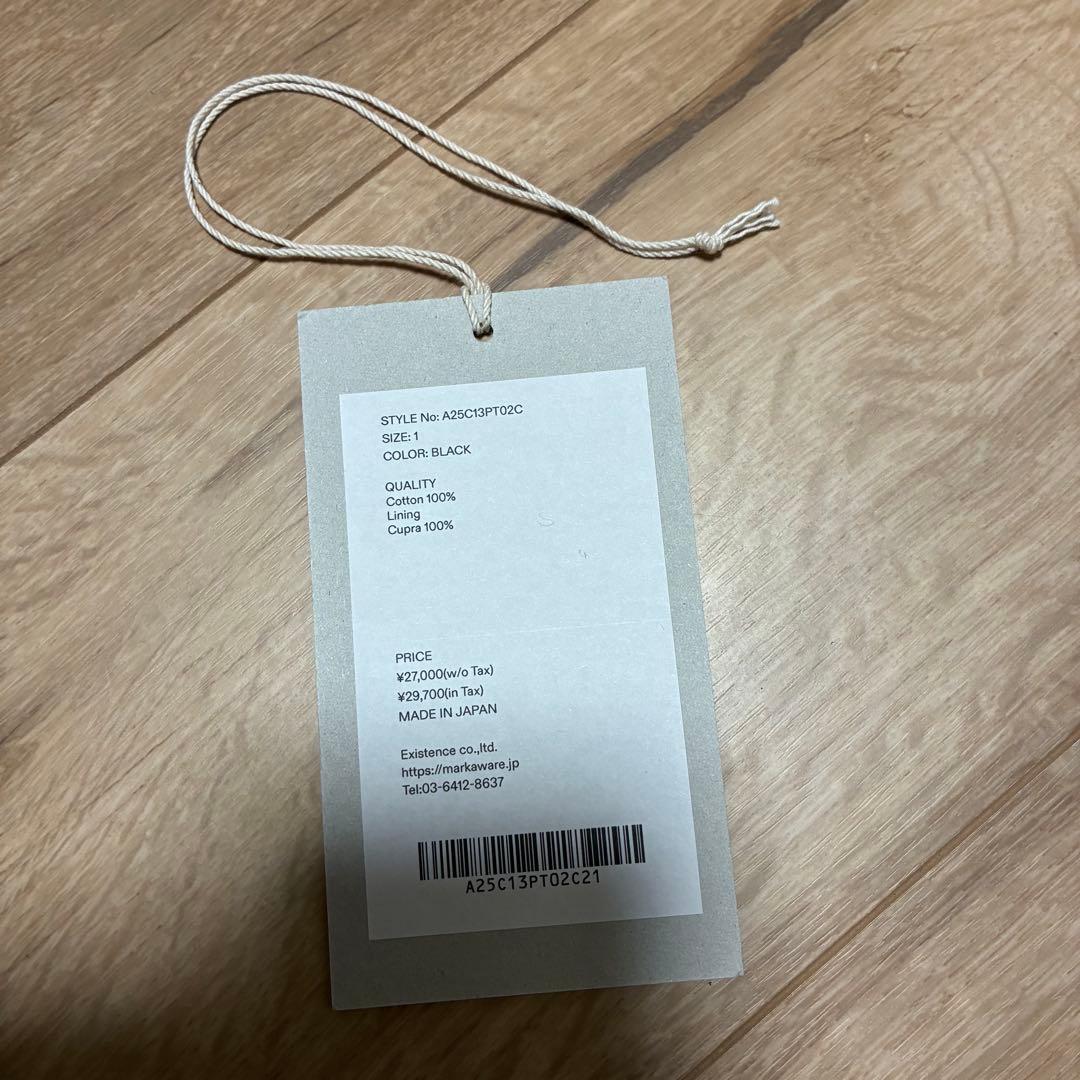 STYLE No: A25C13PT02C
SIZE: 1
COLOR: BLACK
QUALITY
Cotton 100%
Lining
Cupra 100%
PRICE
¥27,000(w/o Tax)
¥29,700(in Tax)
MADE IN JAPAN
Existence co.,ltd.
https://markaware.jp
Tel:03-6412-8637
A25C13PT02C21